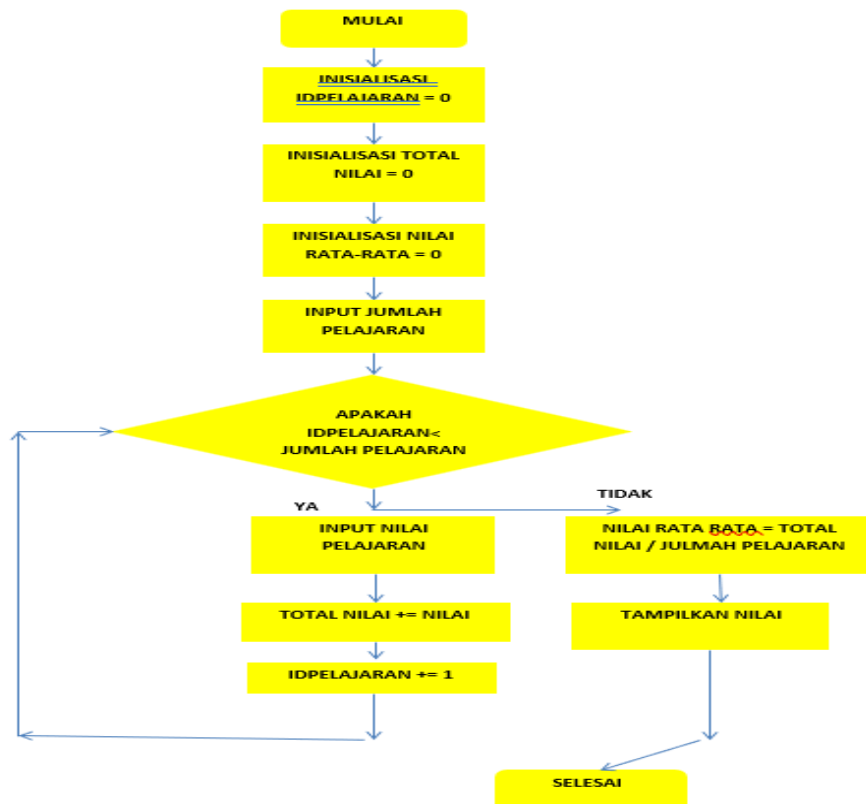 MULAI
INISIALISASI
IDPELAJARAN = 0
INISIALISASI TOTAL
NILAI = 0
INISIALISASI NILAI
RATA-RATA = 0
INPUT JUMLAH
PELAJARAN
APAKAH
IDPELAJARAN<
JUMLAH PELAJARAN
YA
TIDAK
INPUT NILAI
PELAJARAN
TOTAL NILAI += NILAI
IDPELAJARAN += 1
NILAI RATA RATA = TOTAL
NILAI / JULMAH PELAJARAN
TAMPILKAN NILAI
SELESAI